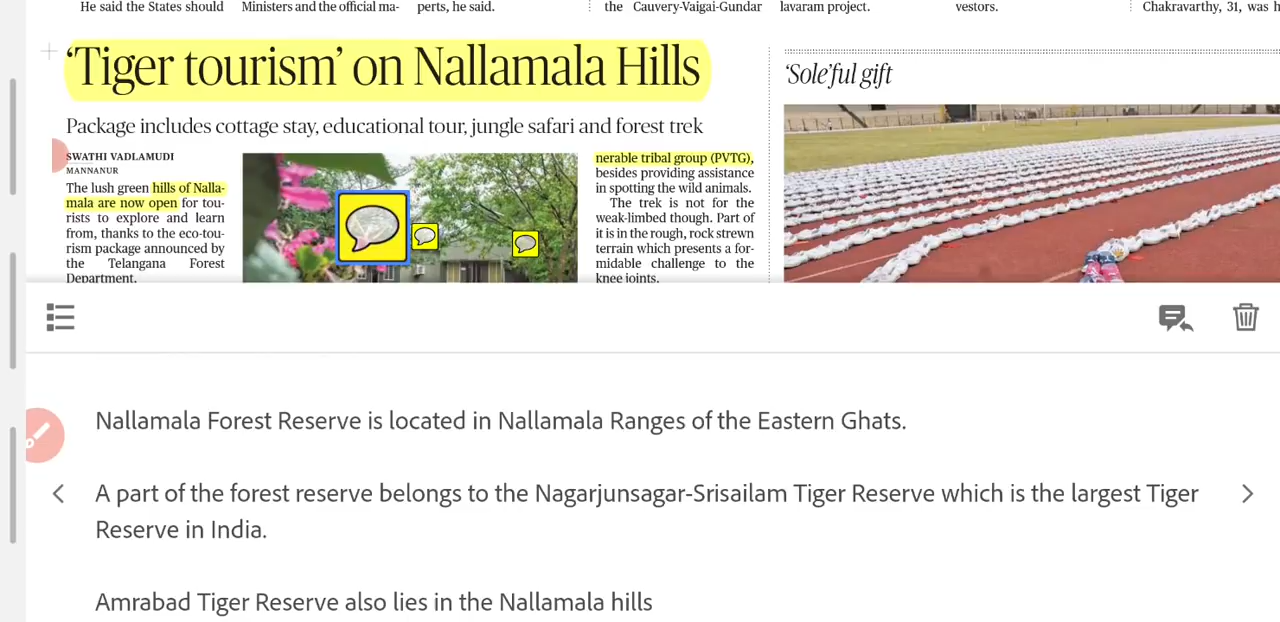 He said the States should
Ministers and the official ma-
perts, he said.
the Cauvery-Vaigai-Gundar
lavaram project.
vestors.
Chakravarthy, 31, was h
‘Tiger tourism’ on Nallamala Hills
Package includes cottage stay, educational tour, jungle safari and forest trek
SWATHI VADLAMUDI
MANNANUR
The lush green hills of Nalla-
mala are now open for tou-
rists to explore and learn
from, thanks to the eco-tou-
rism package announced by
the Telangana Forest
Department.
nerable tribal group (PVTG),
besides providing assistance
in spotting the wild animals.
The trek is not for the
weak-limbed though. Part of
it is in the rough, rock strewn
terrain which presents a for-
midable challenge to the
knee joints.
‘Sole’ful gift
Nallamala Forest Reserve is located in Nallamala Ranges of the Eastern Ghats.
A part of the forest reserve belongs to the Nagarjunsagar-Srisailam Tiger Reserve which is the largest Tiger
Reserve in India.
Amrabad Tiger Reserve also lies in the Nallamala hills